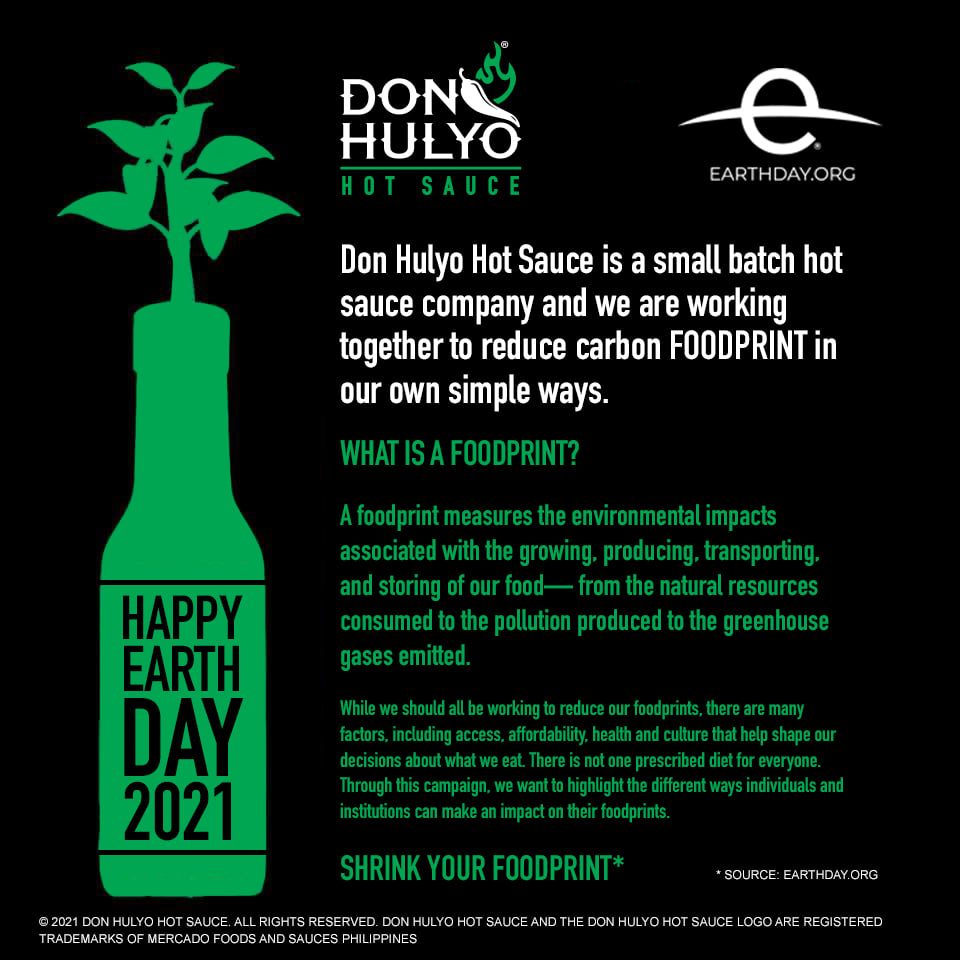 DON
HULYO
®
HOT SAUCE
e
®
EARTHDAY.ORG
Don Hulyo Hot Sauce is a small batch hot
sauce company and we are working
together to reduce carbon FOODPRINT in
our own simple ways.
WHAT IS A FOODPRINT?
A foodprint measures the environmental impacts
associated with the growing, producing, transporting,
and storing of our food— from the natural resources
consumed to the pollution produced to the greenhouse
gases emitted.
While we should all be working to reduce our foodprints, there are many
factors, including access, affordability, health and culture that help shape our
decisions about what we eat. There is not one prescribed diet for everyone.
Through this campaign, we want to highlight the different ways individuals and
institutions can make an impact on their foodprints.
SHRINK YOUR FOODPRINT*
* SOURCE: EARTHDAY.ORG
HAPPY
EARTH
DAY
2021
© 2021 DON HULYO HOT SAUCE. ALL RIGHTS RESERVED. DON HULYO HOT SAUCE AND THE DON HULYO HOT SAUCE LOGO ARE REGISTERED
TRADEMARKS OF MERCADO FOODS AND SAUCES PHILIPPINES